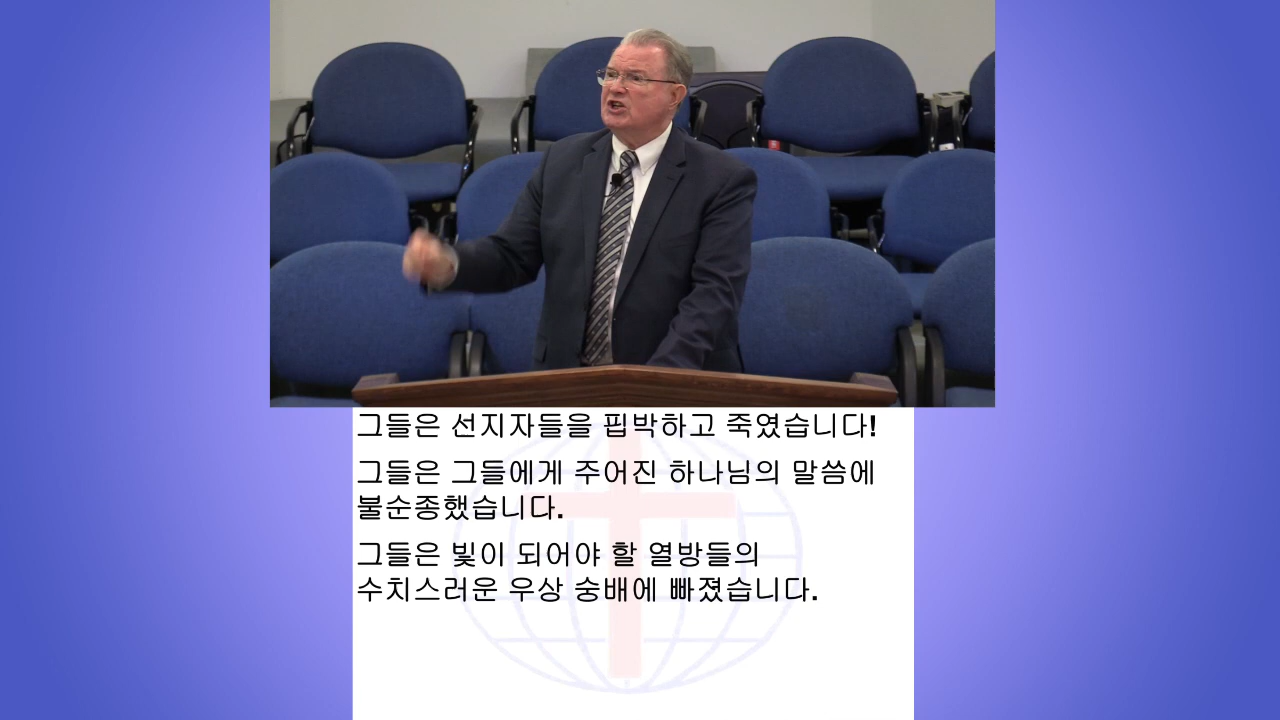 그들은 선지자들을 핍박하고 죽였습니다!
그들은 그들에게 주어진 하나님의 말씀에
불순종했습니다.
그들은 빛이 되어야 할 열방들의
수치스러운 우상 숭배에 빠졌습니다.